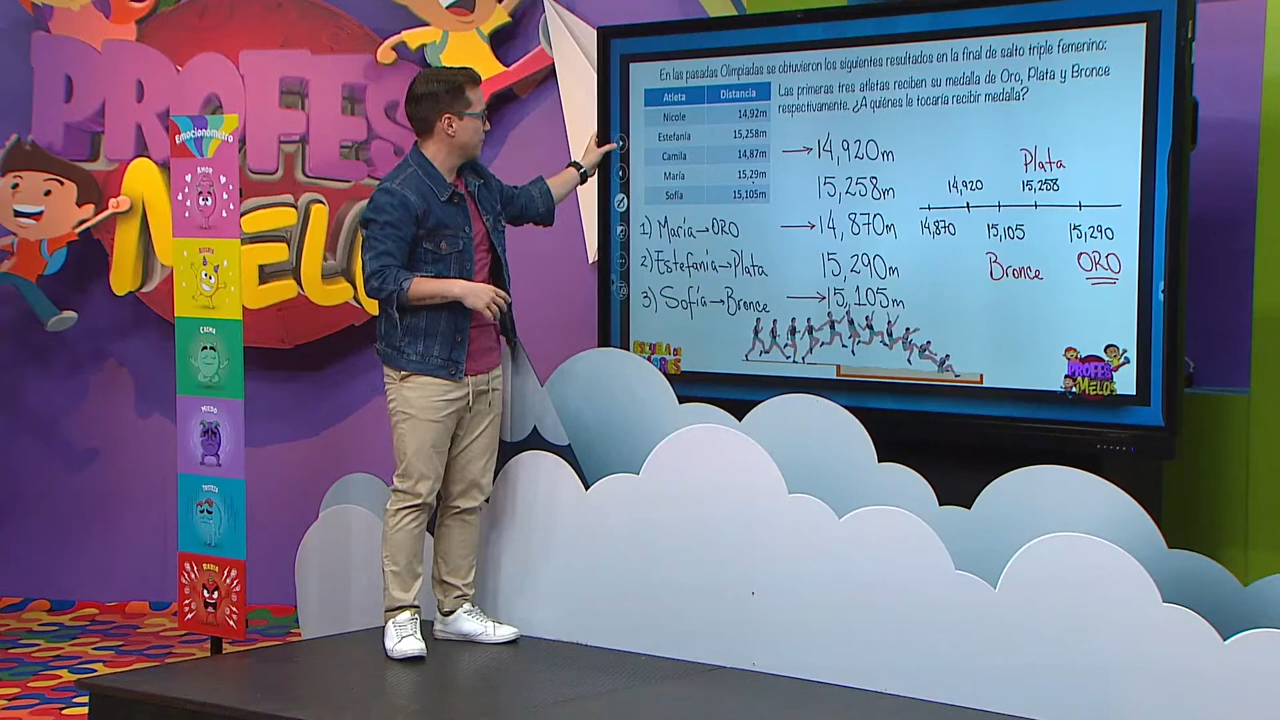 PROFES
MELOS
Emocionómetro
AMOR
ALEGRÍA
CALMA
MIEDO
TRISTEZA
RABIA
En las pasadas Olimpiadas se obtuvieron los siguientes resultados en la final de salto triple femenino:
Las primeras tres atletas reciben su medalla de Oro, Plata y Bronce
respectivamente. ¿A quiénes le tocaría recibir medalla?
Atleta Distancia
Nicole 14,92m
Estefanía 15,258m
Camila 14,87m
María 15,29m
Sofía 15,105m
1) María→ORO
2) Estefanía→Plata
3) Sofía→Bronce
→14,920m
15,258m
→14,870m
15,290m
→15,105m
Plata
14,920 15,258
14,870 15,105 15,290
Bronce ORO
ESCUELA DE
PROFES
MELOS